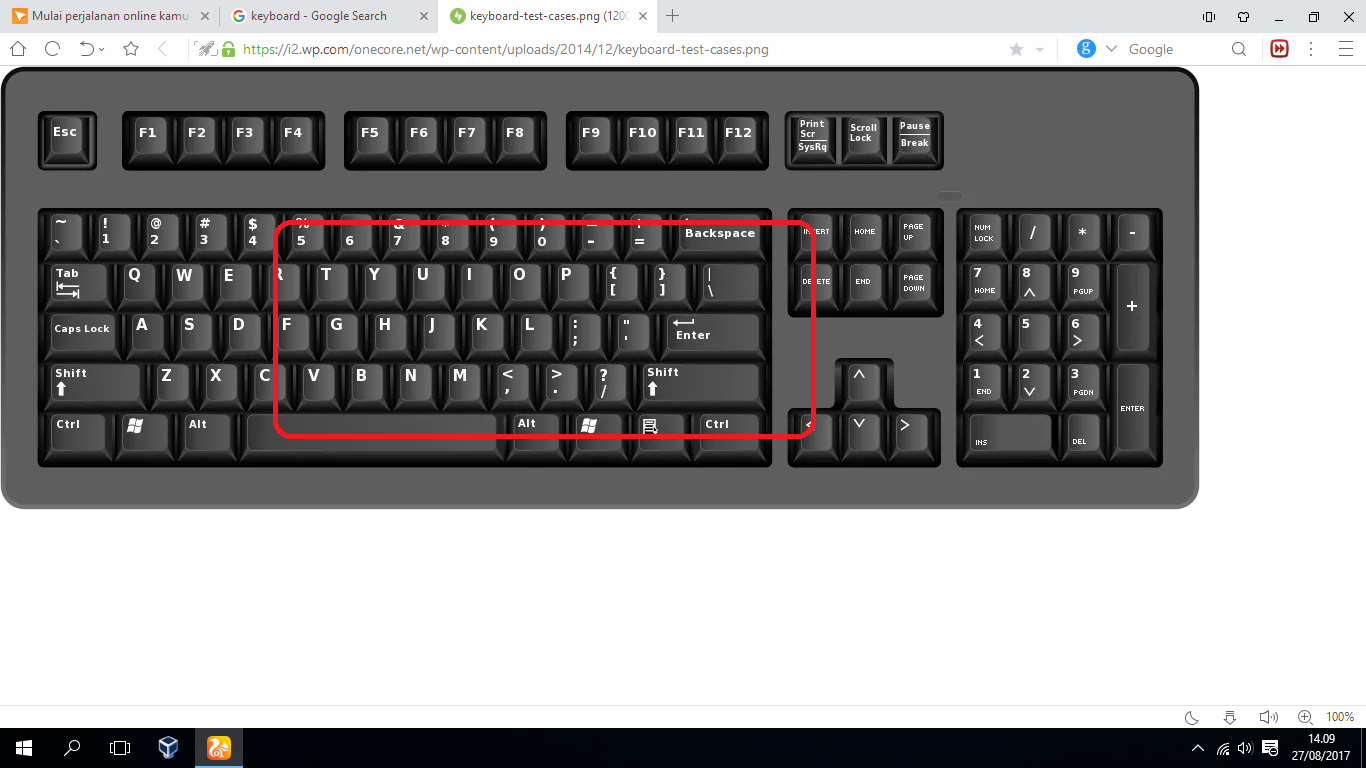 Mulai perjalanan online kamu
keyboard - Google Search
keyboard-test-cases.png (120
https://i2.wp.com/onecore.net/wp-content/uploads/2014/12/keyboard-test-cases.png
Google
Esc F1 F2 F3 F4 F5 F6 F7 F8 F9 F10 F11 F12 Print Scr SysRq Scroll Lock Pause Break
~ ` ! 1 @ 2 # 3 $ 4 % 5 6 & 7 * 8 ( 9 ) 0 - + = Backspace INSERT HOME PAGE UP NUM LOCK / * -
Tab Q W E R T Y U I O P { [ } ] | \ DELETE END PAGE DOWN 7 HOME 8 9 PGUP +
Caps Lock A S D F G H J K L : ; " ' Enter 4 < 5 6 >
Shift Z X C V B N M < , > . ? / Shift 1 END 2 3 PGDN ENTER
Ctrl Alt Alt Ctrl < > INS DEL
100%
14.09
27/08/2017